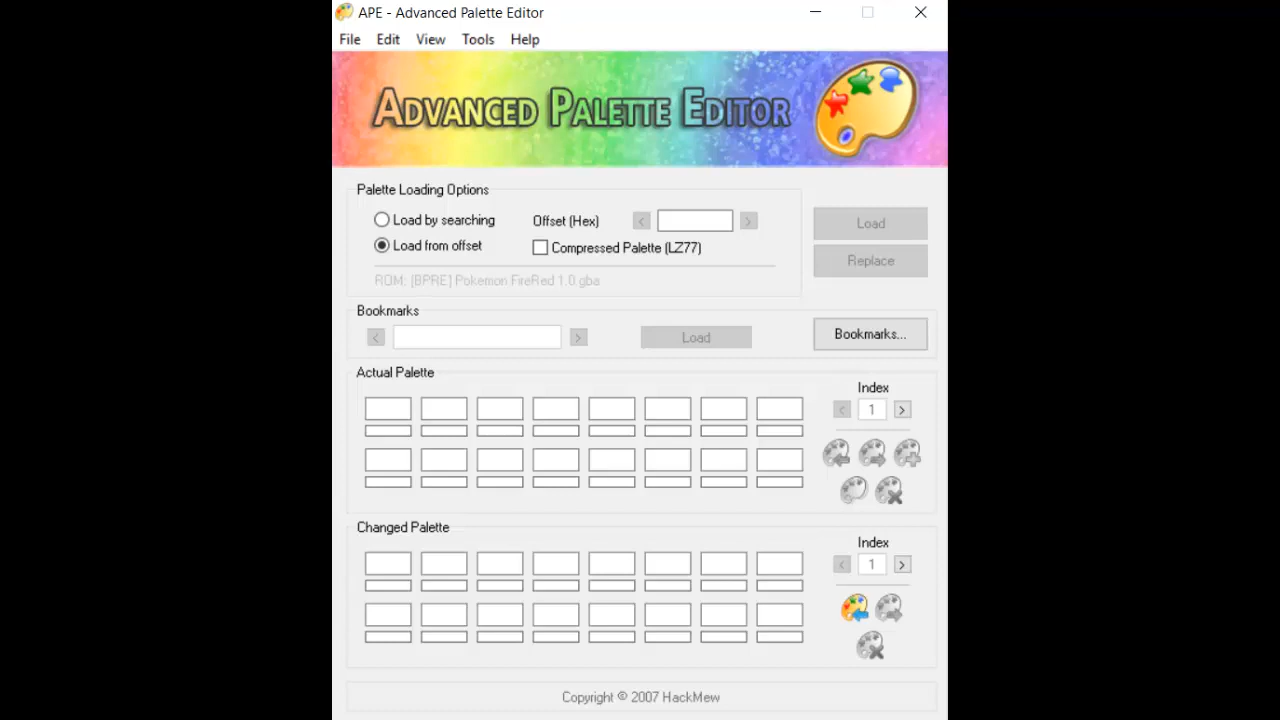 APE - Advanced Palette Editor
File Edit View Tools Help
ADVANCED PALETTE EDITOR
Palette Loading Options
Load by searching Offset (Hex) < > Load
Load from offset Compressed Palette (LZ77) Replace
ROM: [BPRE] Pokemon FireRed 1.0 gba
Bookmarks
< > Load Bookmarks...
Actual Palette
Index
< 1 >
Changed Palette
Index
< 1 >
Copyright © 2007 HackMew